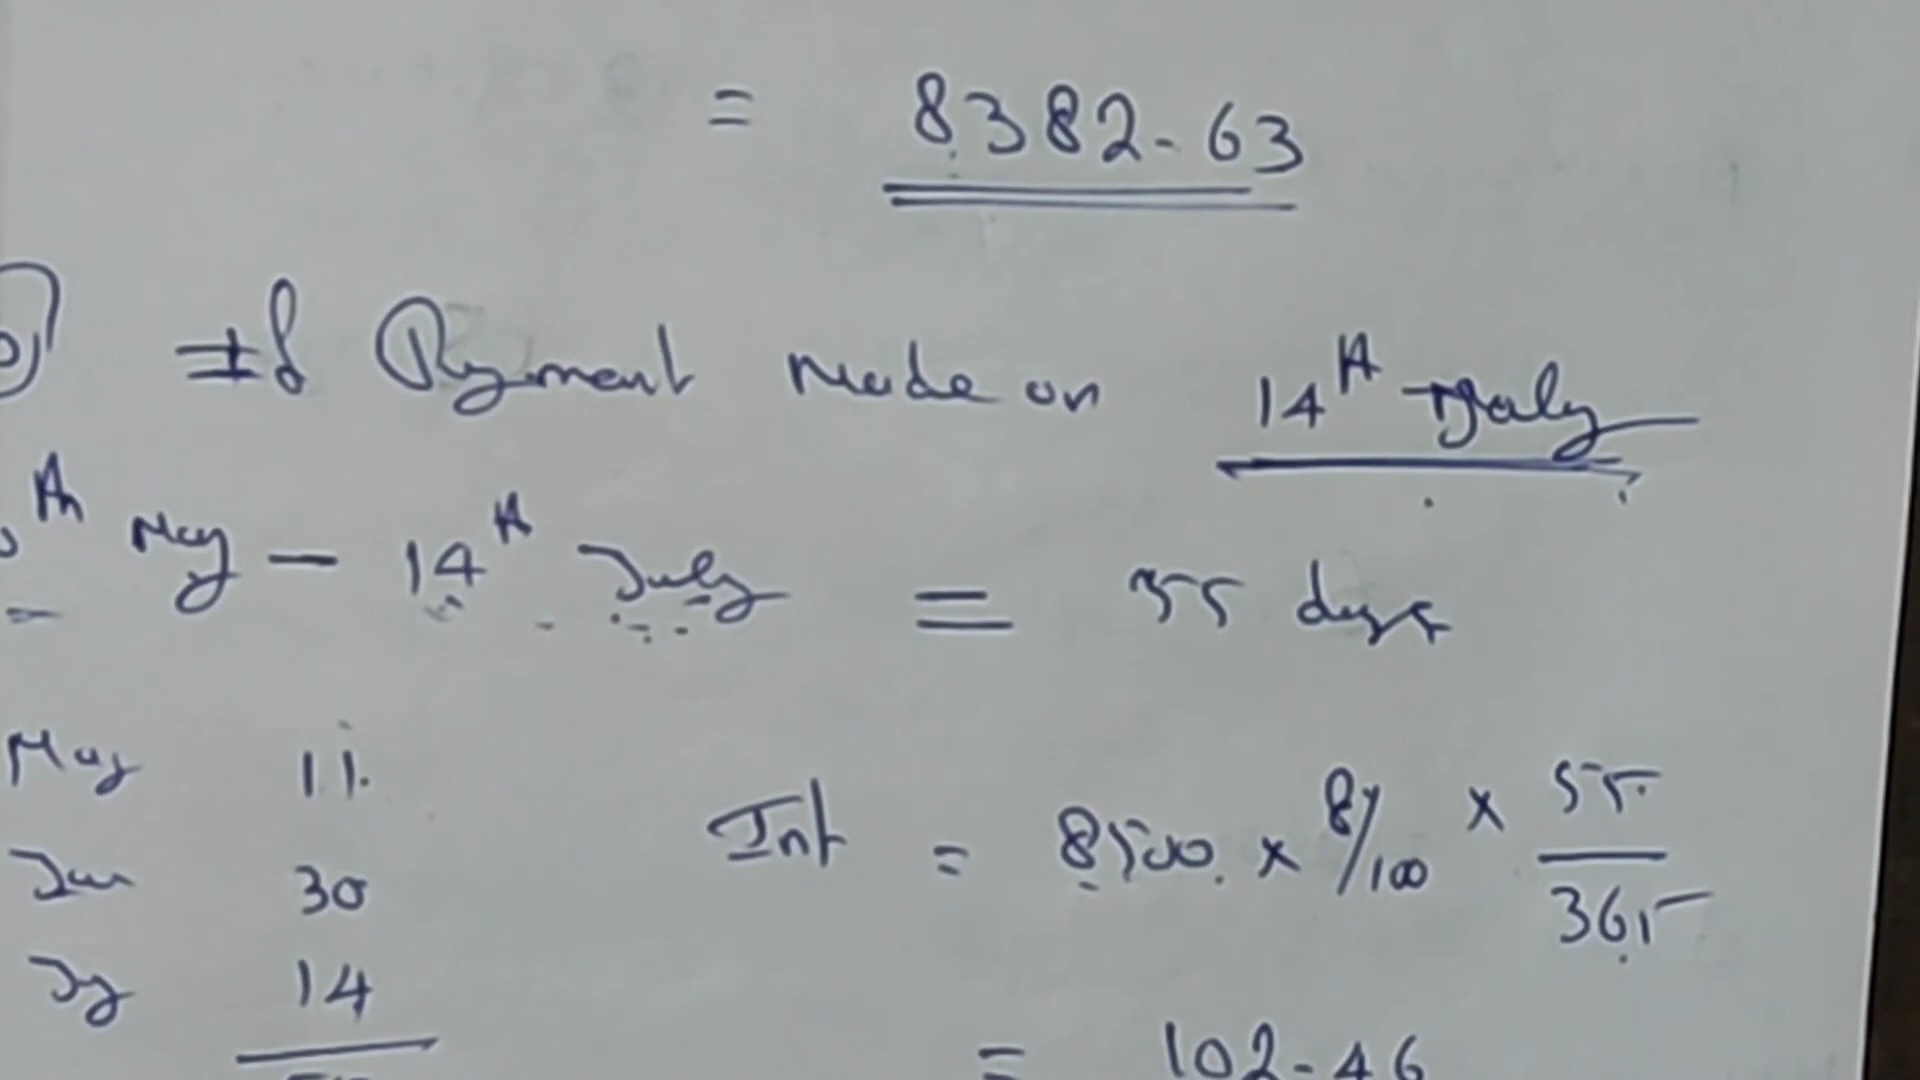 = 8382-63
If Payment made on 14th July
th May - 14th July = 55 days
May 11
Jun 30
Jy 14
Int = 8500 x 8/100 x 55/365
= 102-46